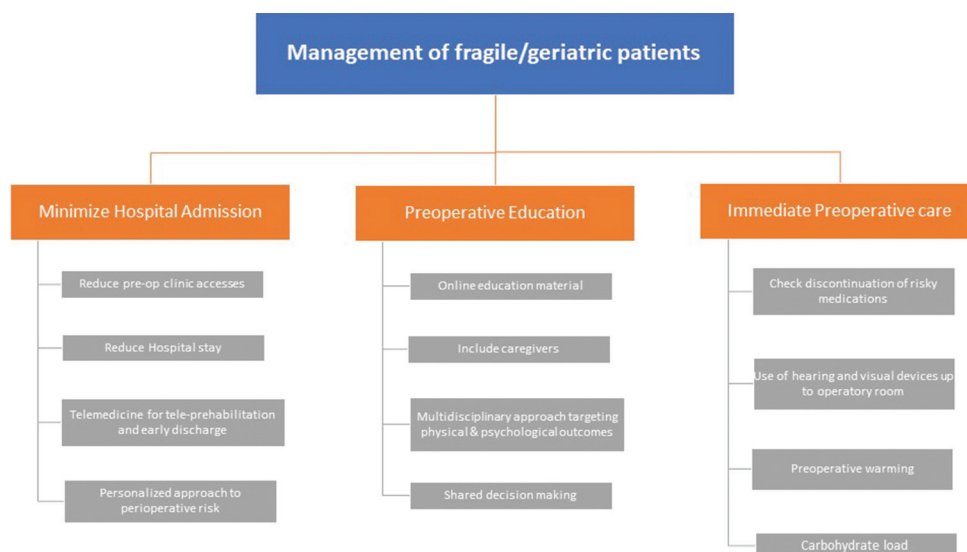 Management of fragile/geriatric patients
Minimize Hospital Admission
Reduce pre-op clinic accesses
Reduce Hospital stay
Telemedicine for tele-prehabilitation
and early discharge
Personalized approach to
perioperative risk
Preoperative Education
Online education material
Include caregivers
Multidisciplinary approach targeting
physical & psychological outcomes
Shared decision making
Immediate Preoperative care
Check discontinuation of risky
medications
Use of hearing and visual devices up
to operatory room
Preoperative warming
Carbohydrate load